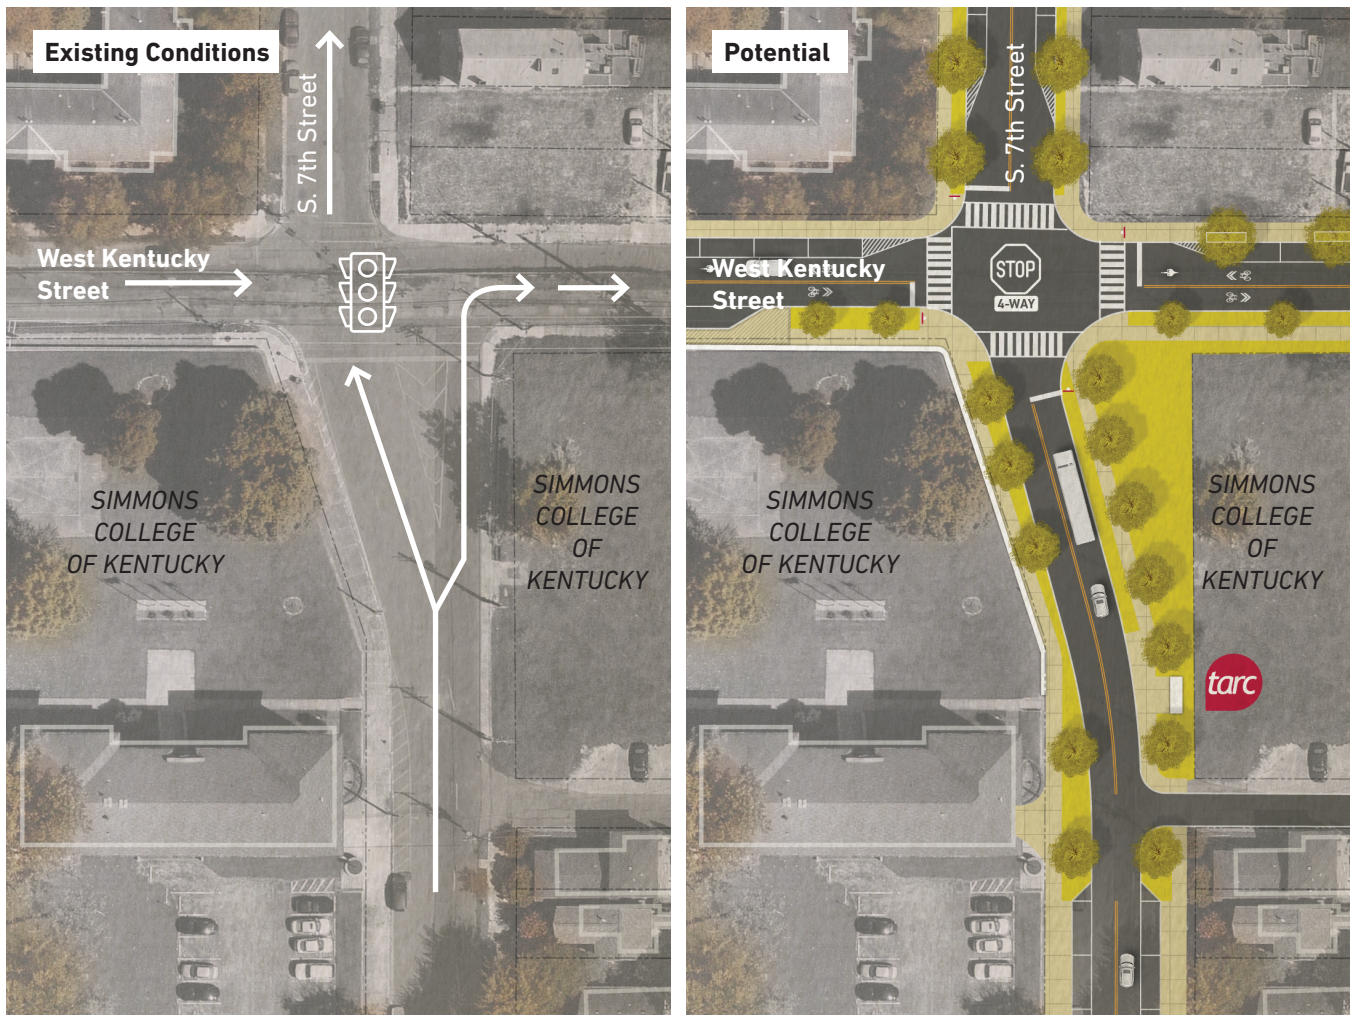 Existing Conditions
S. 7th Street
West Kentucky
Street
SIMMONS
COLLEGE
OF KENTUCKY
SIMMONS
COLLEGE
OF
KENTUCKY
Potential
S. 7th Street
West Kentucky
Street
STOP
4-WAY
SIMMONS
COLLEGE
OF KENTUCKY
SIMMONS
COLLEGE
OF
KENTUCKY
tarc